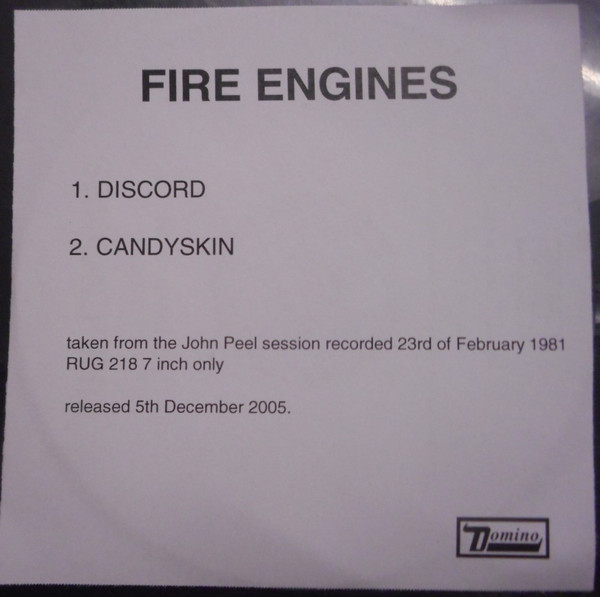 FIRE ENGINES
1. DISCORD
2. CANDYSKIN
taken from the John Peel session recorded 23rd of February 1981
RUG 218 7 inch only
released 5th December 2005.
Domino